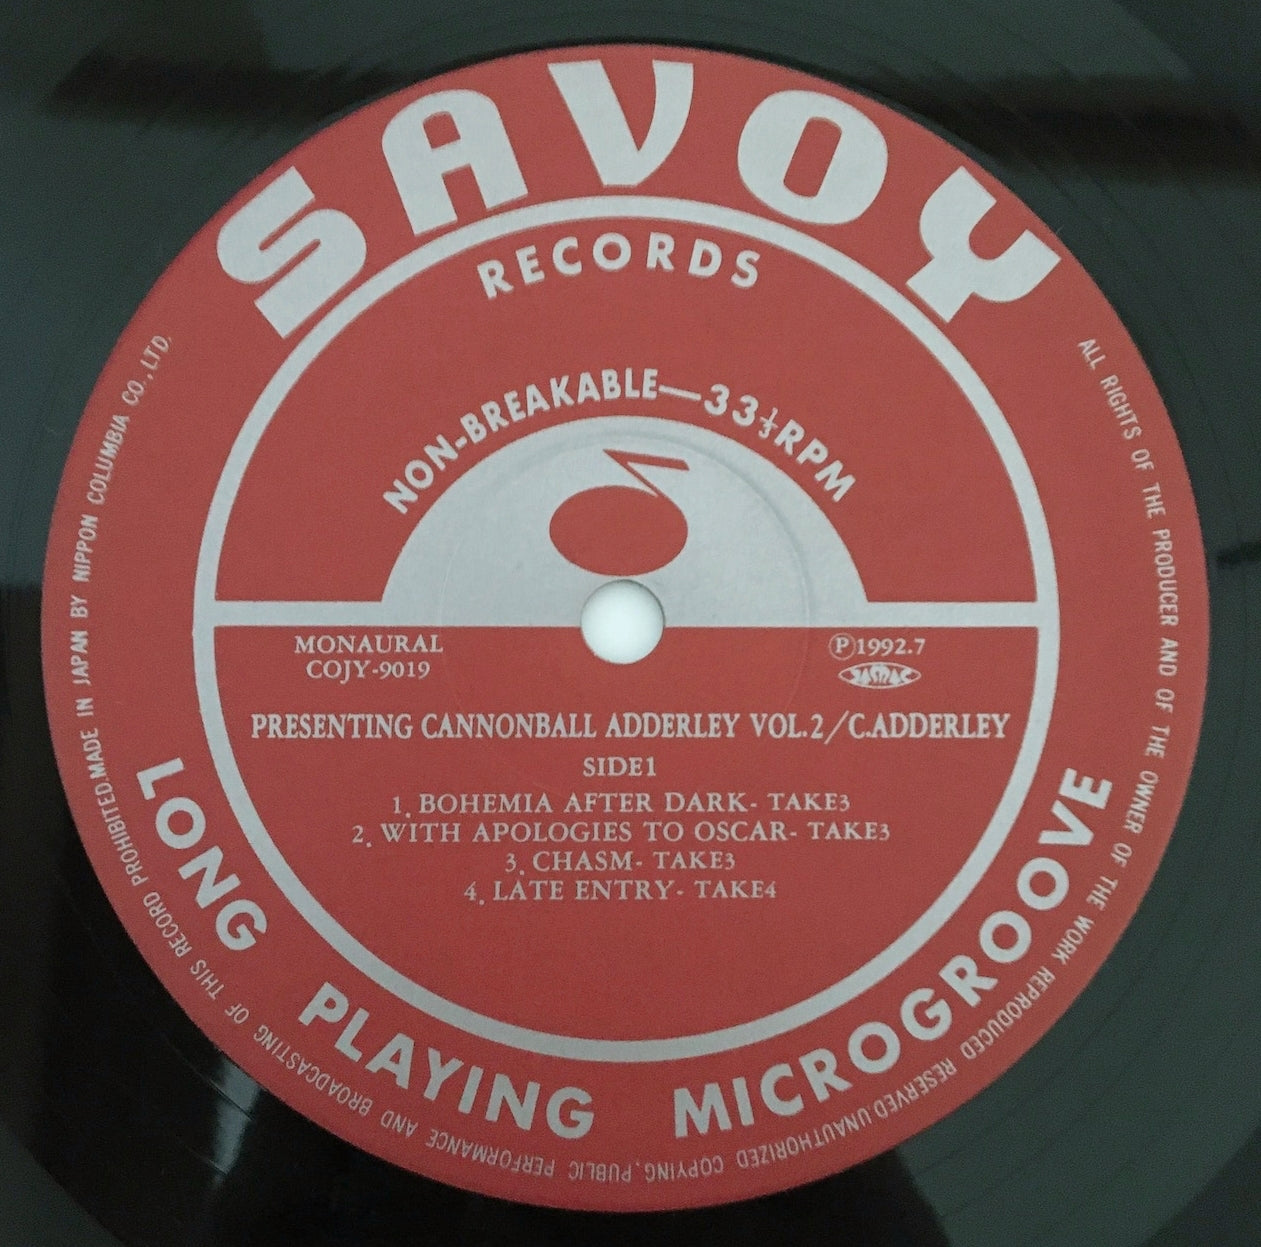 SAVOY
RECORDS
NON-BREAKABLE—33⅓RPM
MONAURAL
COJY-9019
Ⓟ1992.7
PRESENTING CANNONBALL ADDERLEY VOL.2/C.ADDERLEY
SIDE1
1. BOHEMIA AFTER DARK- TAKE3
2. WITH APOLOGIES TO OSCAR- TAKE3
3. CHASM- TAKE3
4. LATE ENTRY- TAKE4
LONG PLAYING MICROGROOVE
ALL RIGHTS OF THE PRODUCER AND OF THE OWNER OF THE WORK REPRODUCED RESERVED UNAUTHORIZED COPYING, PUBLIC PERFORMANCE AND BROADCASTING OF THIS RECORD PROHIBITED. MADE IN JAPAN BY NIPPON COLUMBIA CO., LTD.